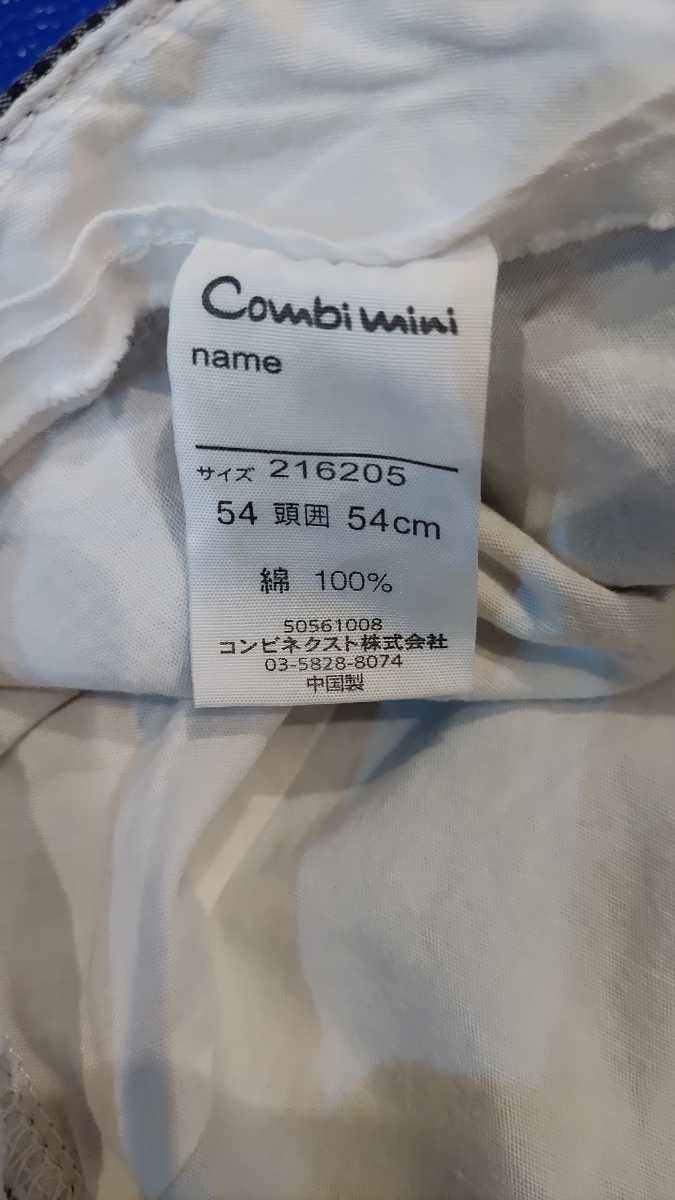 Combi mini
name
サイズ 216205
54 頭囲 54cm
綿 100%
50561008
コンビネクスト株式会社
03-5828-8074
中国製